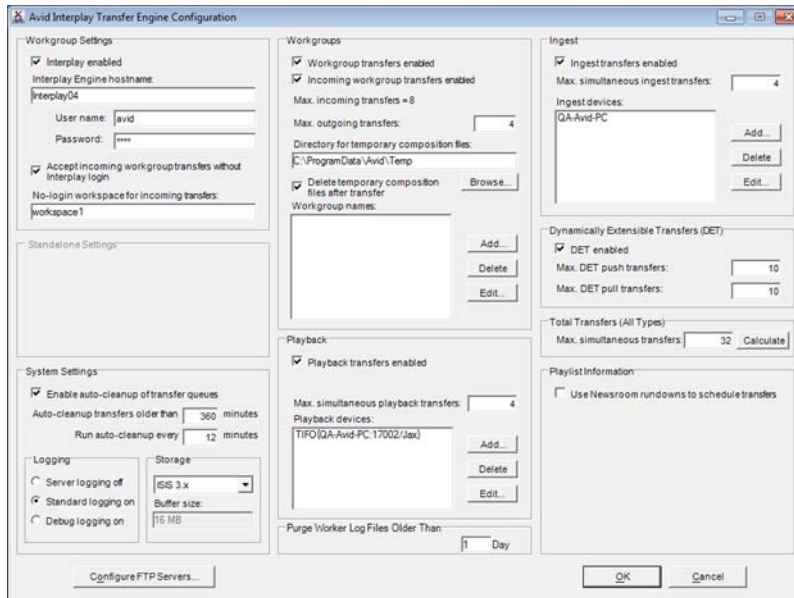 Avid Interplay Transfer Engine Configuration
Workgroup Settings
Interplay enabled
Interplay Engine hostname:
Interplay04
User name: avid
Password: ****
Accept incoming workgroup transfers without
Interplay login
No-login workspace for incoming transfers:
workspace1
Standalone Settings
System Settings
Enable auto-cleanup of transfer queues
Auto-cleanup transfers older than 360 minutes
Run auto-cleanup every 12 minutes
Logging
Server logging off
Standard logging on
Debug logging on
Storage
ISIS 3.x
Buffer size:
16 MB
Configure FTP Servers...
Workgroups
Workgroup transfers enabled
Incoming workgroup transfers enabled
Max. incoming transfers = 8
Max. outgoing transfers: 4
Directory for temporary composition files:
C:\ProgramData\Avid\Temp
Delete temporary composition
files after transfer
Browse...
Workgroup names:
Add...
Delete
Edit...
Playback
Playback transfers enabled
Max. simultaneous playback transfers: 4
Playback devices:
TIFO{QA-Avid-PC:17002/Jax}
Add...
Delete
Edit...
Purge Worker Log Files Older Than
1 Day
Ingest
Ingest transfers enabled
Max. simultaneous ingest transfers: 4
Ingest devices:
QA-Avid-PC
Add...
Delete
Edit...
Dynamically Extensible Transfers (DET)
DET enabled
Max. DET push transfers: 10
Max. DET pull transfers: 10
Total Transfers (All Types)
Max. simultaneous transfers: 32 Calculate
Playlist Information
Use Newsroom rundowns to schedule transfers
OK
Cancel